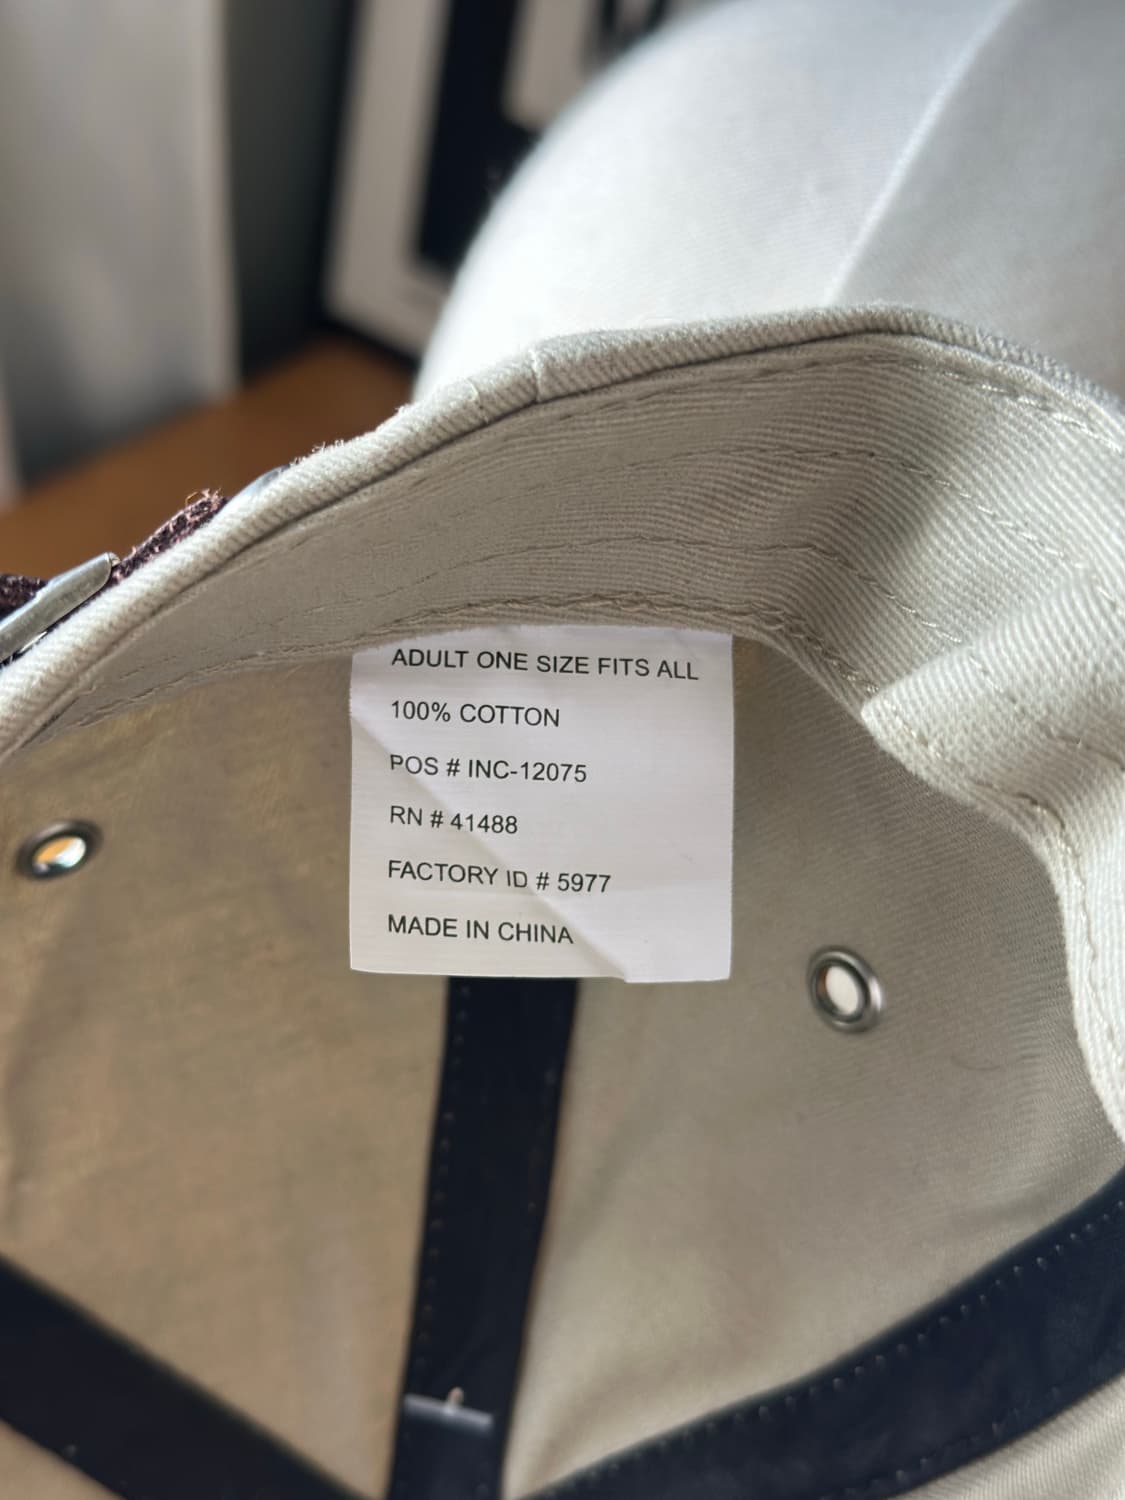 ADULT ONE SIZE FITS ALL
100% COTTON
POS # INC-12075
RN # 41488
FACTORY ID # 5977
MADE IN CHINA